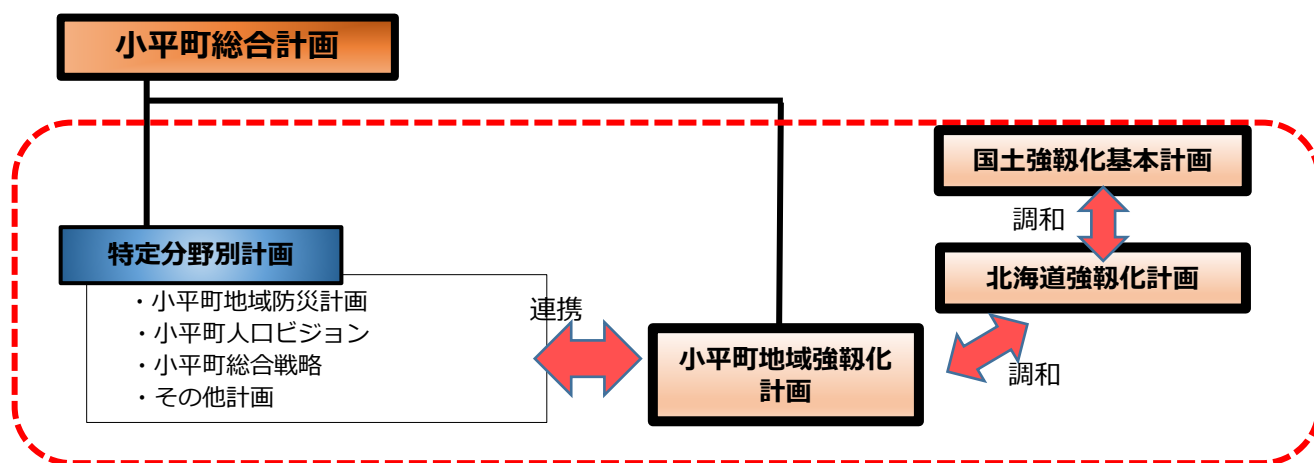 小平町総合計画
国土強靱化基本計画
調和
特定分野別計画
北海道強靱化計画
・小平町地域防災計画
・小平町人口ビジョン
・小平町総合戦略
・その他計画
連携
小平町地域強靱化
計画
調和